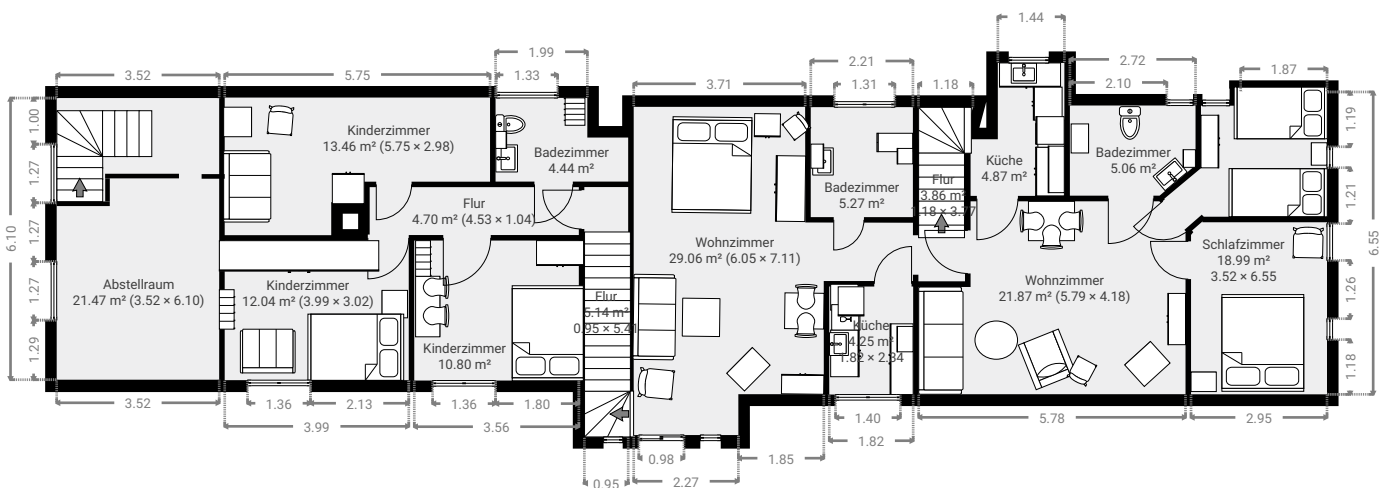 1.44
1.99
2.21
2.72
3.52
5.75
1.33
3.71
1.31
1.18
2.10
1.87
6.10
1.00
1.27
1.27
1.27
1.29
Kinderzimmer
13.46 m² (5.75 × 2.98)
Badezimmer
4.44 m²
Flur
4.70 m² (4.53 × 1.04)
Abstellraum
21.47 m² (3.52 × 6.10)
Kinderzimmer
12.04 m² (3.99 × 3.02)
Kinderzimmer
10.80 m²
Flur
5.14 m²
0.95 × 5.41
Wohnzimmer
29.06 m² (6.05 × 7.11)
Badezimmer
5.27 m²
Flur
3.86 m²
1.18 × 3.77
Küche
4.87 m²
Badezimmer
5.06 m²
Küche
4.25 m²
1.82 × 2.34
Wohnzimmer
21.87 m² (5.79 × 4.18)
Schlafzimmer
18.99 m²
3.52 × 6.55
1.19
1.21
1.26
1.18
6.55
3.52
1.36
2.13
3.99
1.36
1.80
3.56
0.95
0.98
2.27
1.85
1.40
1.82
5.78
2.95